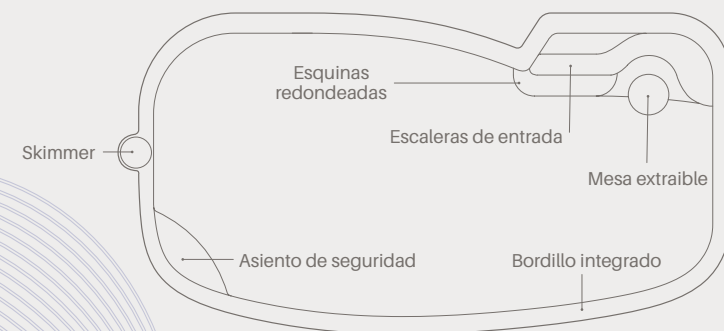 Esquinas
redondeadas
Escaleras de entrada
Skimmer
Mesa extraible
Asiento de seguridad
Bordillo integrado